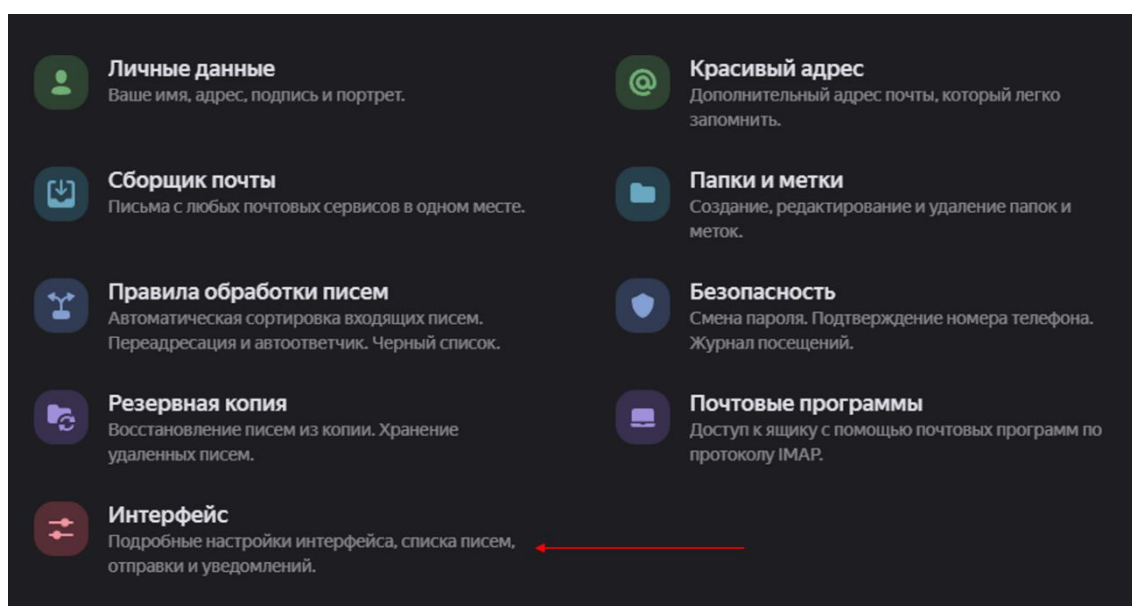 Личные данные
Ваше имя, адрес, подпись и портрет.
Красивый адрес
Дополнительный адрес почты, который легко
запомнить.
Сборщик почты
Письма с любых почтовых сервисов в одном месте.
Папки и метки
Создание, редактирование и удаление папок и
меток.
Правила обработки писем
Автоматическая сортировка входящих писем.
Переадресация и автоответчик. Черный список.
Безопасность
Смена пароля. Подтверждение номера телефона.
Журнал посещений.
Резервная копия
Восстановление писем из копии. Хранение
удаленных писем.
Почтовые программы
Доступ к ящику с помощью почтовых программ по
протоколу IMAP.
Интерфейс
Подробные настройки интерфейса, списка писем,
отправки и уведомлений.